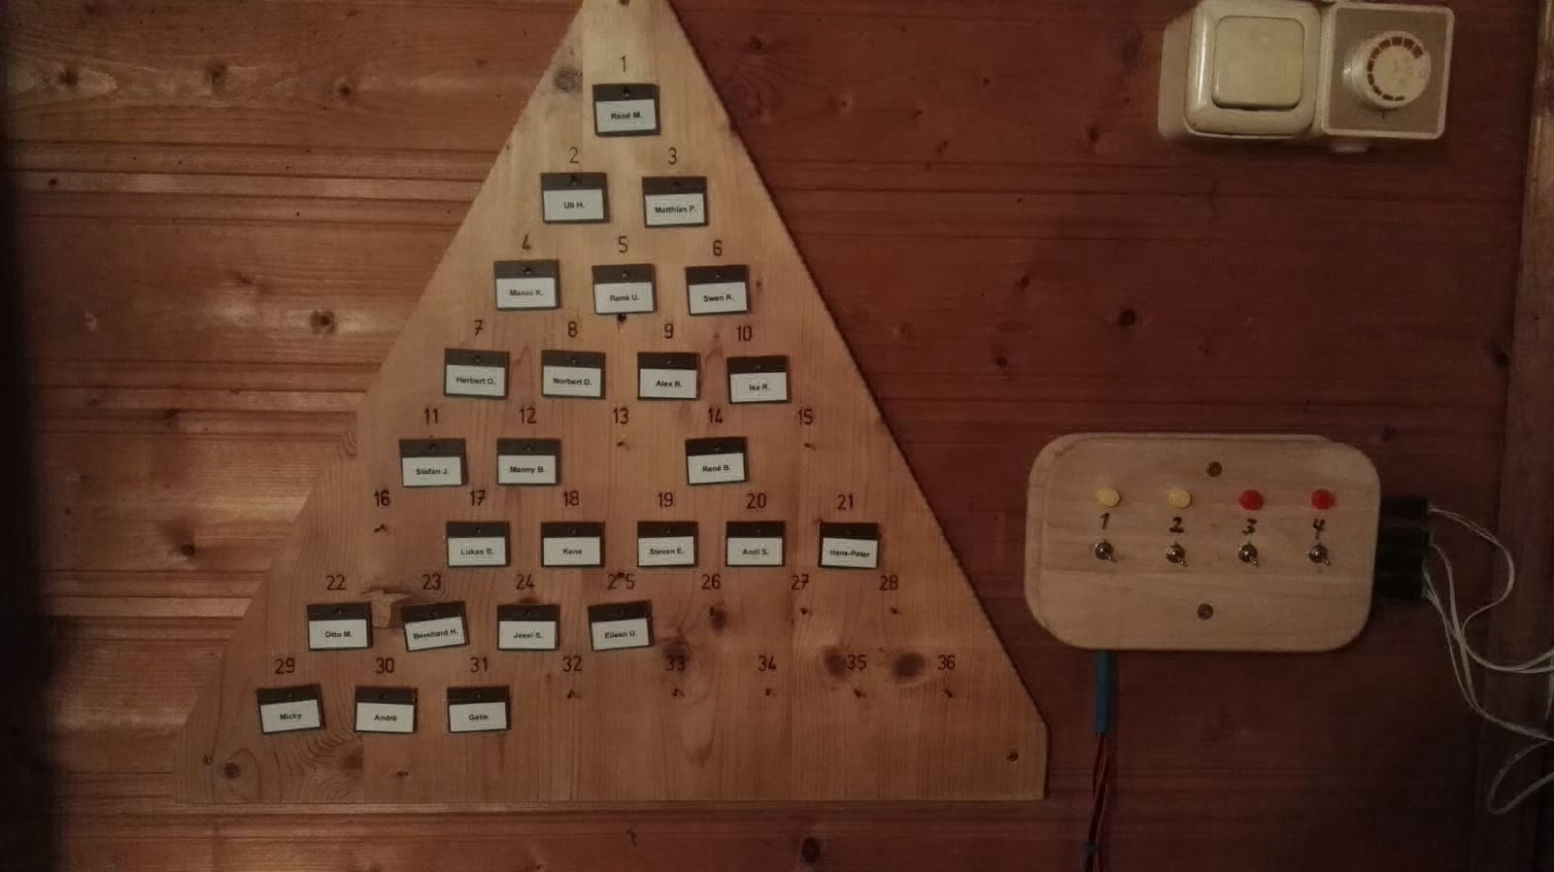 1
René M.
2 3
Uli H. Matthias P.
4 5 6
Manni K. René U. Swen R.
7 8 9 10
Herbert O. Norbert D. Alex R. Isa R.
11 12 13 14 15
Stefan J. Manny B. René B.
16 17 18 19 20 21
Lukas B. Kena Steven E. Andi S. Hans-Peter
22 23 24 25 26 27 28
Otto M. Bernhard H. Jessi S. Eileen U.
29 30 31 32 33 34 35 36
Micky André Gatis
1 2 3 4